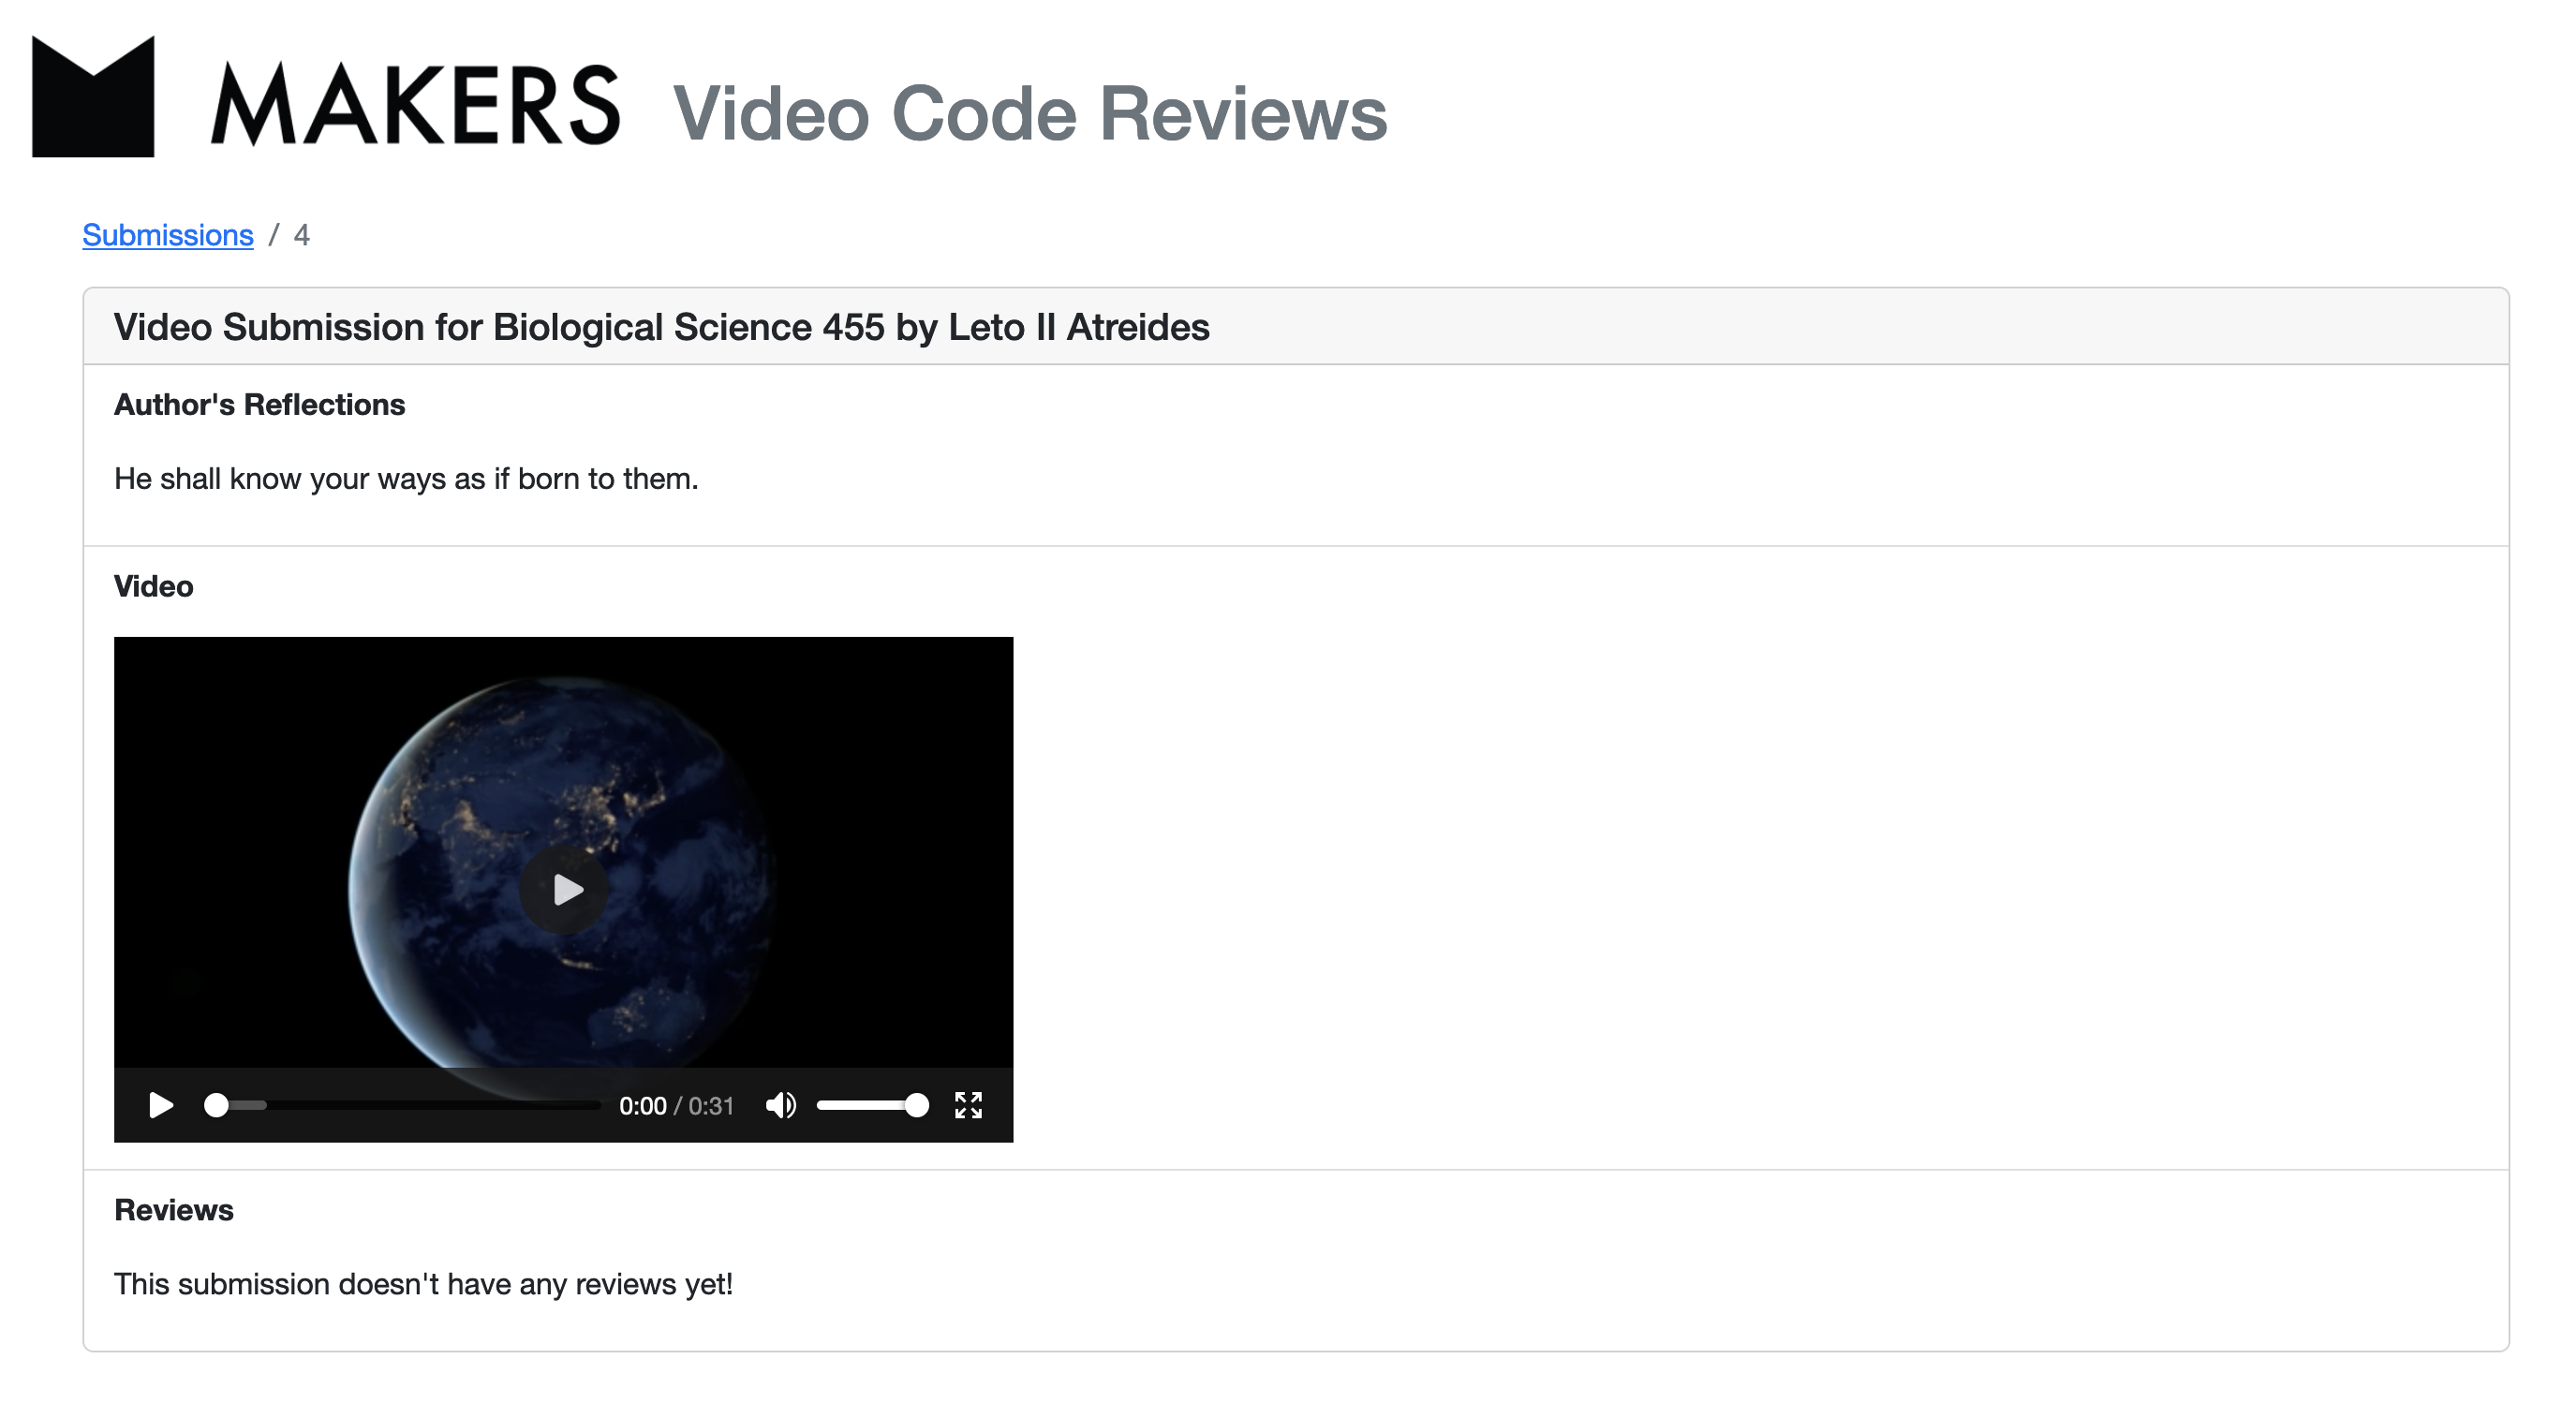 MAKERS Video Code Reviews
Submissions / 4
Video Submission for Biological Science 455 by Leto II Atreides
Author's Reflections
He shall know your ways as if born to them.
Video
0:00 / 0:31
Reviews
This submission doesn't have any reviews yet!